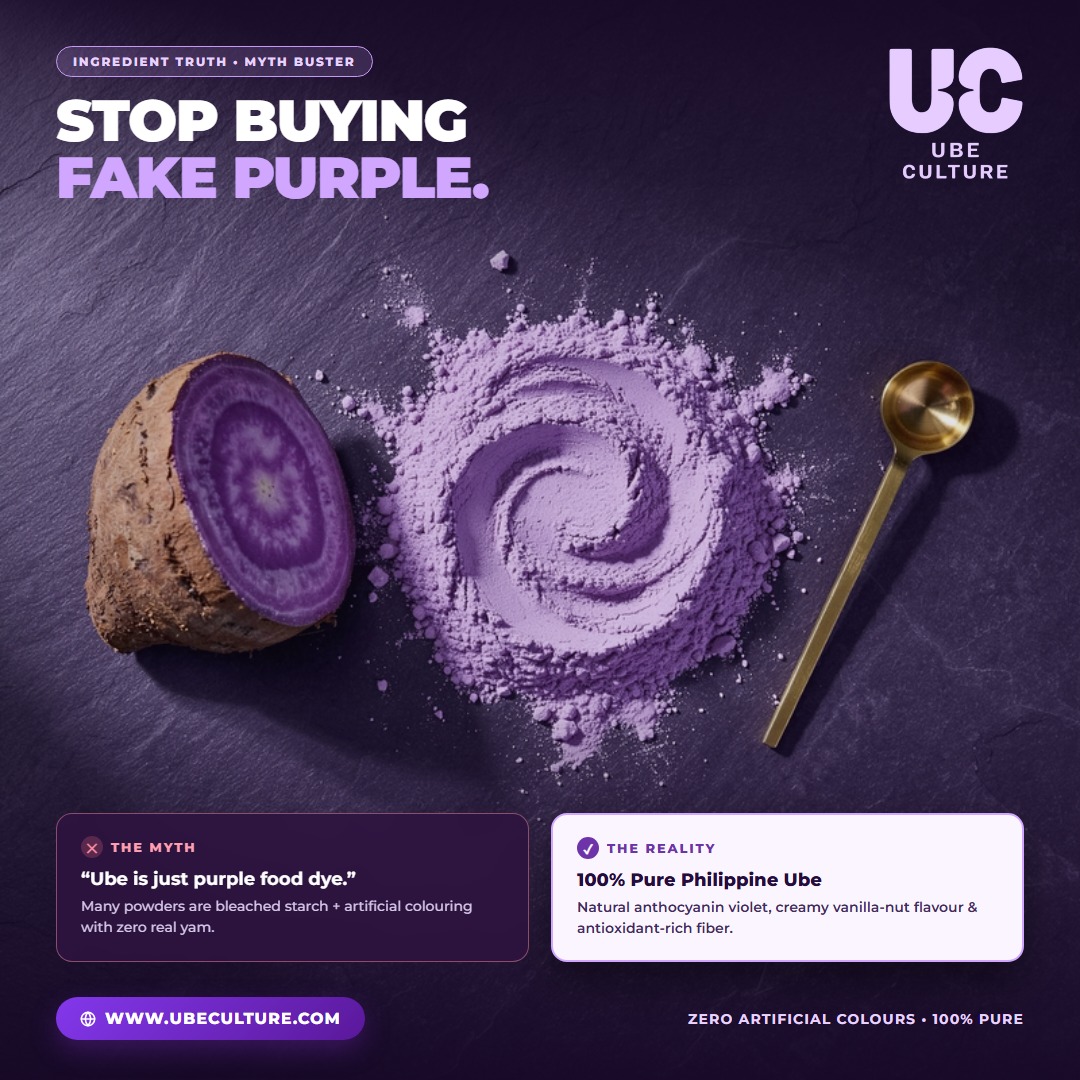 INGREDIENT TRUTH • MYTH BUSTER
STOP BUYING
FAKE PURPLE.
UC
UBE
CULTURE
THE MYTH
“Ube is just purple food dye.”
Many powders are bleached starch + artificial colouring
with zero real yam.
THE REALITY
100% Pure Philippine Ube
Natural anthocyanin violet, creamy vanilla-nut flavour &
antioxidant-rich fiber.
WWW.UBECULTURE.COM
ZERO ARTIFICIAL COLOURS • 100% PURE